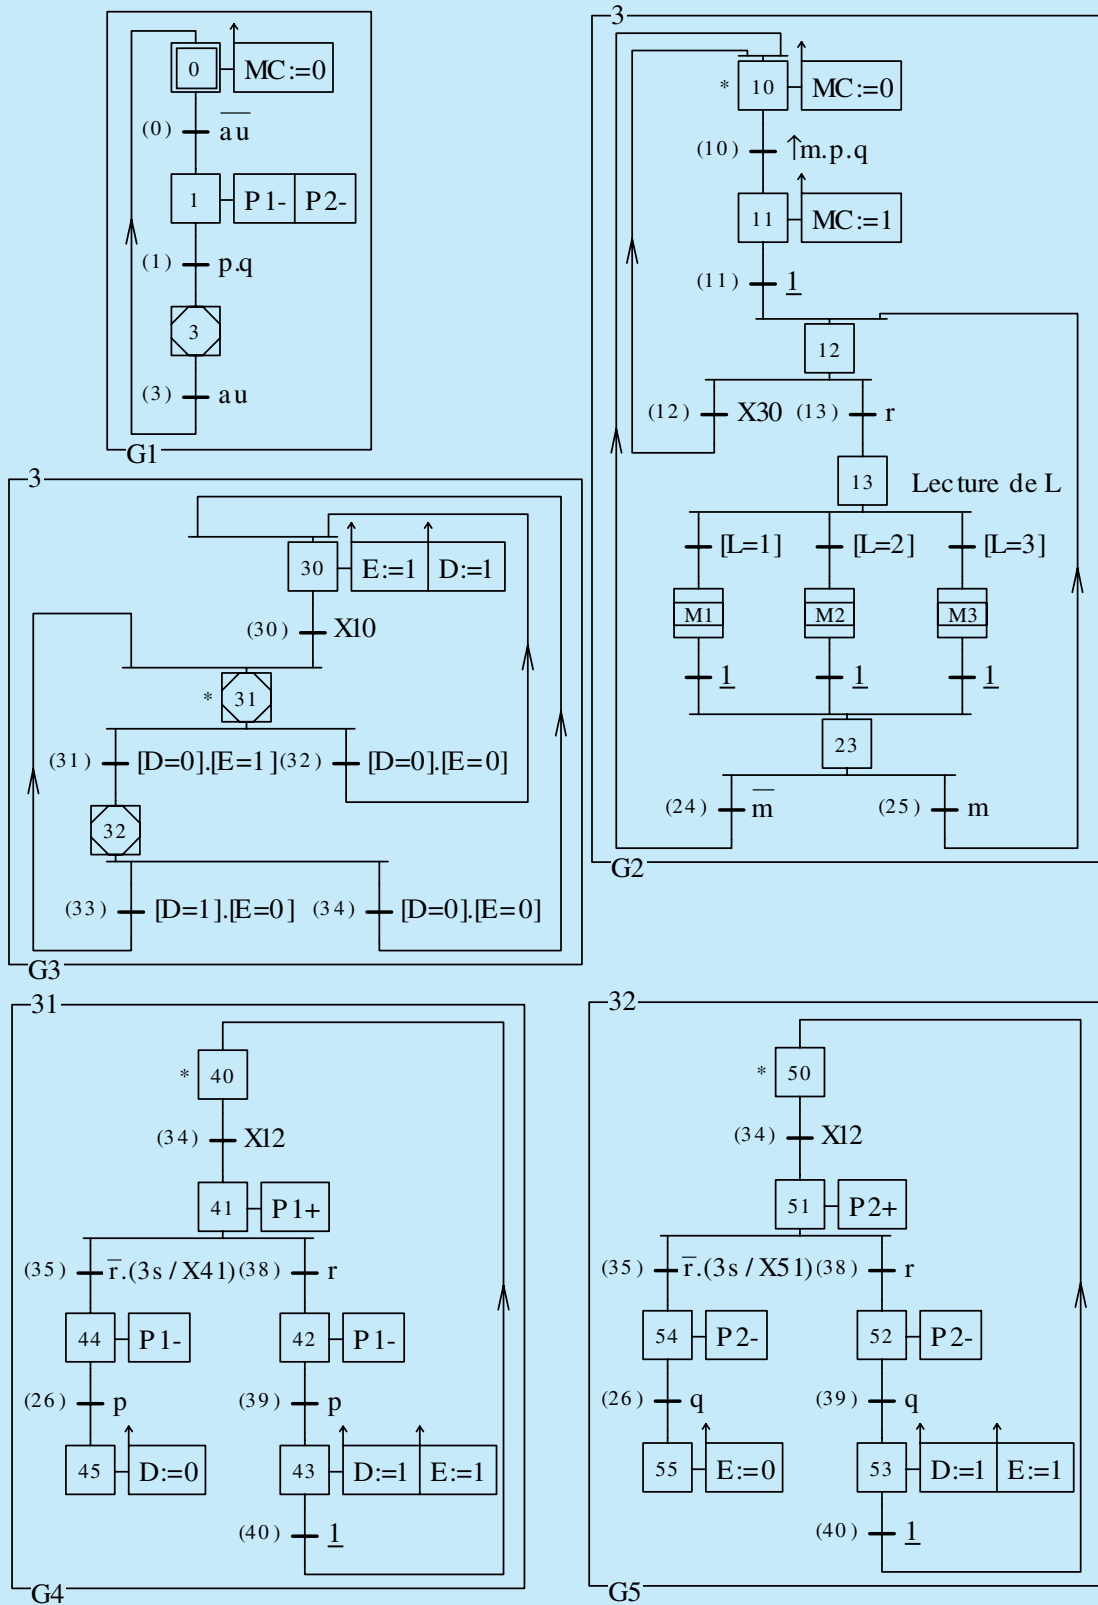 0 MC:=0
(0) a̅u̅
1 P1- P2-
(1) p.q
3
(3) au
G1
3
* 10 MC:=0
(10) ↑m.p.q
11 MC:=1
(11) 1
12
(12) X30 (13) r
13 Lecture de L
[L=1] [L=2] [L=3]
M1 M2 M3
1 1 1
23
(24) m̅ (25) m
G2
3
30 E:=1 D:=1
(30) X10
* 31
(31) [D=0].[E=1] (32) [D=0].[E=0]
32
(33) [D=1].[E=0] (34) [D=0].[E=0]
G3
31
* 40
(34) X12
41 P1+
(35) r̅.(3s/X41) (38) r
44 P1- 42 P1-
(26) p (39) p
45 D:=0 43 D:=1 E:=1
(40) 1
G4
32
* 50
(34) X12
51 P2+
(35) r̅.(3s/X51) (38) r
54 P2- 52 P2-
(26) q (39) q
55 E:=0 53 D:=1 E:=1
(40) 1
G5